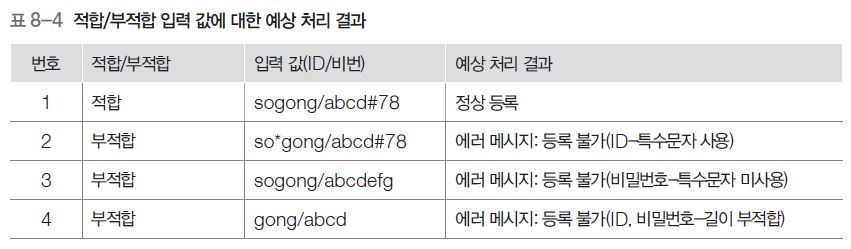 표 8-4 적합/부적합 입력 값에 대한 예상 처리 결과
번호 적합/부적합 입력 값(ID/비번) 예상 처리 결과
1 적합 sogong/abcd#78 정상 등록
2 부적합 so*gong/abcd#78 에러 메시지: 등록 불가(ID-특수문자 사용)
3 부적합 sogong/abcdefg 에러 메시지: 등록 불가(비밀번호-특수문자 미사용)
4 부적합 gong/abcd 에러 메시지: 등록 불가(ID, 비밀번호-길이 부적합)